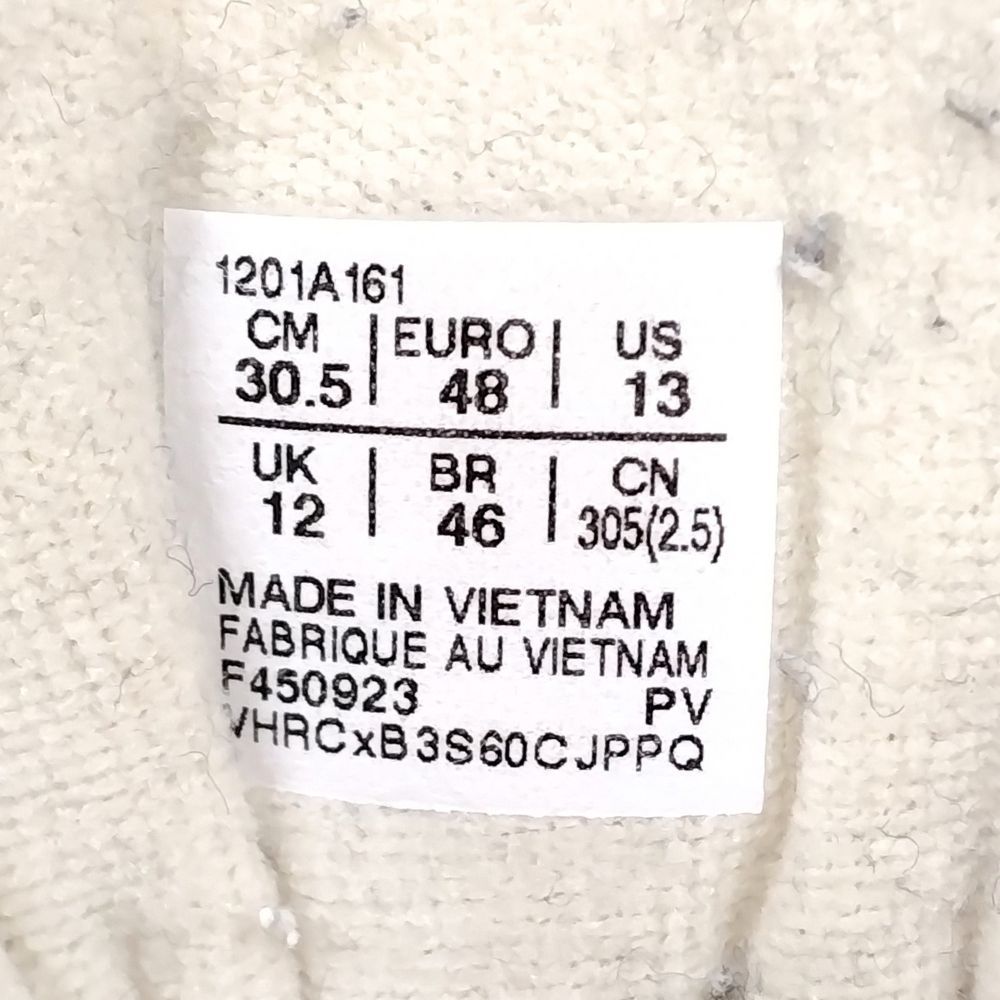 1201A161
CM | EURO | US
30.5 | 48 | 13
UK | BR | CN
12 | 46 | 305(2.5)
MADE IN VIETNAM
FABRIQUE AU VIETNAM
F450923 PV
VHRCxB3S60CJPPQ